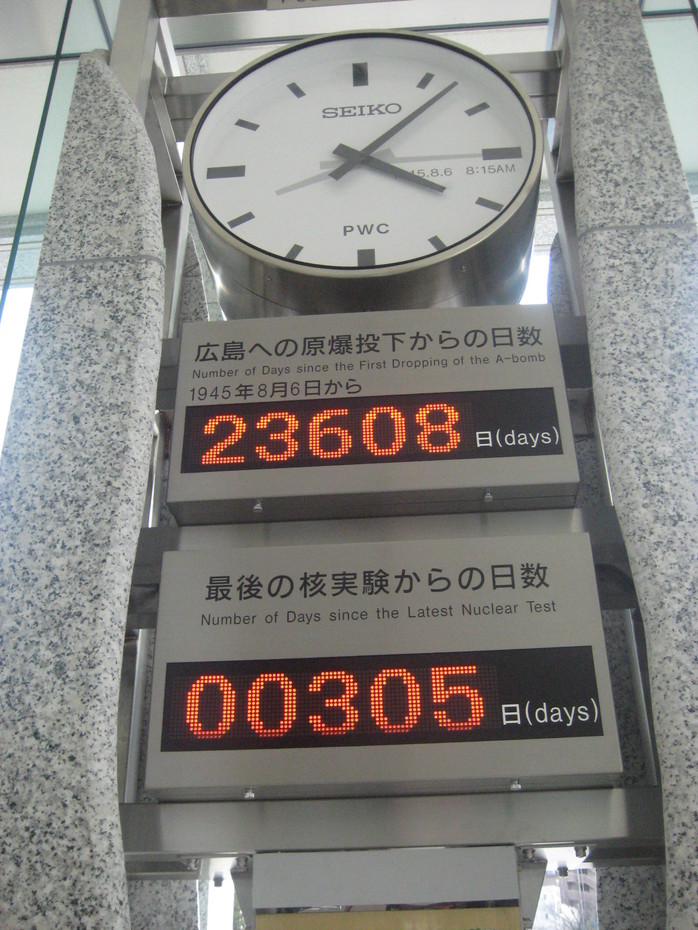 SEIKO
45.8.6 8:15AM
PWC
広島への原爆投下からの日数
Number of Days since the First Dropping of the A-bomb
1945年8月6日から
23608 日(days)
最後の核実験からの日数
Number of Days since the Latest Nuclear Test
00305 日(days)